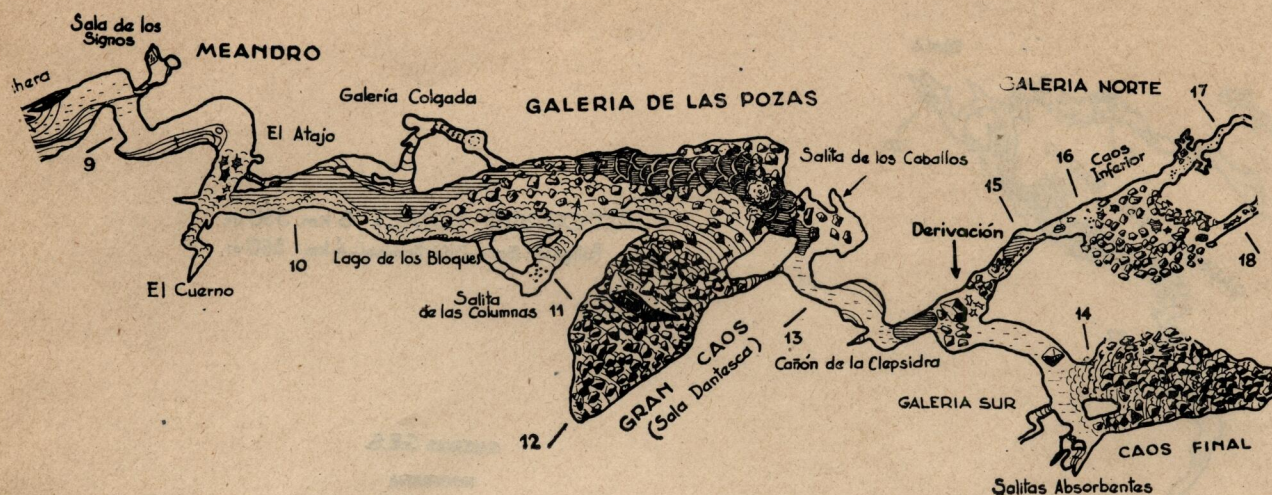 Sala de los
Signos
MEANDRO
hera
9
El Atajo
Galería Colgada
GALERIA DE LAS POZAS
El Cuerno
10
Lago de los Bloques
Salita
de las Columnas
11
12
GRAN CAOS
(Sala Dantesca)
Salita de los Caballos
13
Cañón de la Clepsidra
Derivación
15
16
GALERIA NORTE
17
Caos
Inferior
18
14
GALERIA SUR
CAOS FINAL
Salitas Absorbentes